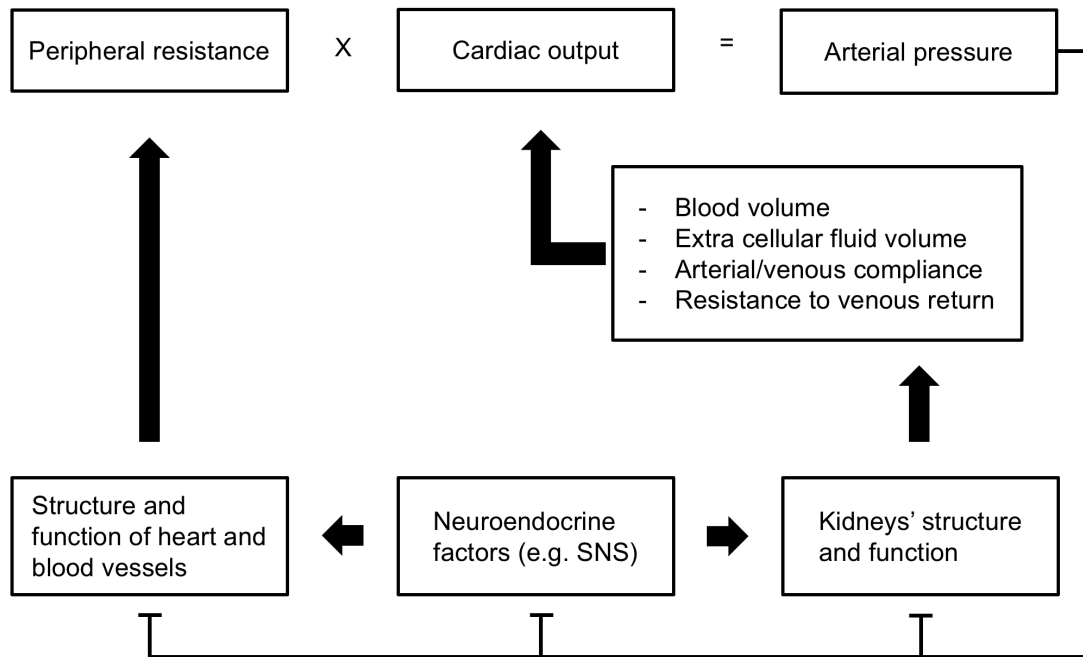 Peripheral resistance X Cardiac output = Arterial pressure
- Blood volume
- Extra cellular fluid volume
- Arterial/venous compliance
- Resistance to venous return
Structure and
function of heart and
blood vessels
Neuroendocrine
factors (e.g. SNS)
Kidneys’ structure
and function